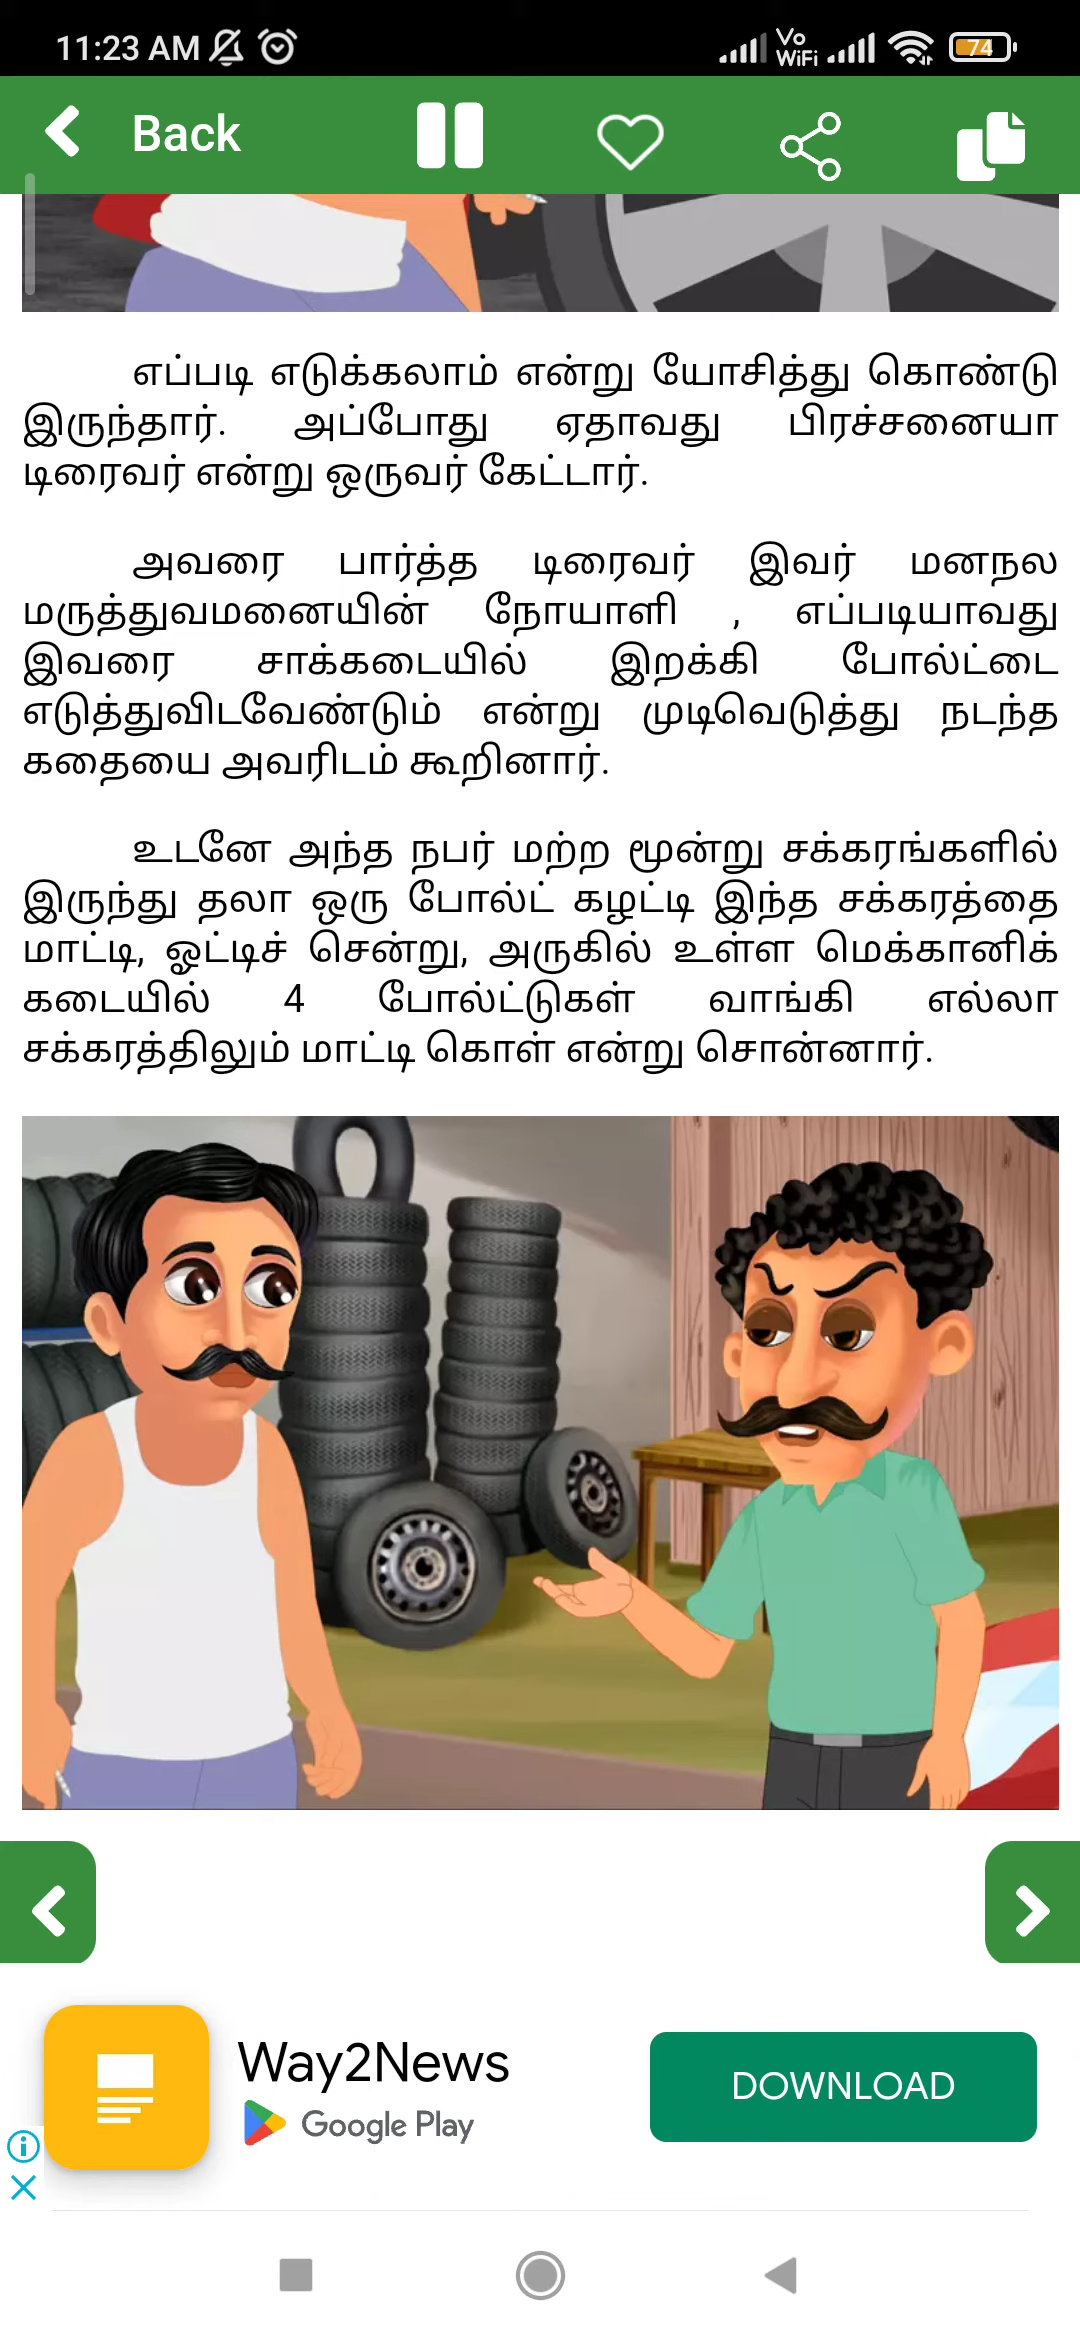 11:23 AM
Vo
WiFi
74
Back
எப்படி எடுக்கலாம் என்று யோசித்து கொண்டு
இருந்தார். அப்போது ஏதாவது பிரச்சனையா
டிரைவர் என்று ஒருவர் கேட்டார்.
அவரை பார்த்த டிரைவர் இவர் மனநல
மருத்துவமனையின் நோயாளி , எப்படியாவது
இவரை சாக்கடையில் இறக்கி போல்ட்டை
எடுத்துவிடவேண்டும் என்று முடிவெடுத்து நடந்த
கதையை அவரிடம் கூறினார்.
உடனே அந்த நபர் மற்ற மூன்று சக்கரங்களில்
இருந்து தலா ஒரு போல்ட் கழட்டி இந்த சக்கரத்தை
மாட்டி, ஓட்டிச் சென்று, அருகில் உள்ள மெக்கானிக்
கடையில் 4 போல்ட்டுகள் வாங்கி எல்லா
சக்கரத்திலும் மாட்டி கொள் என்று சொன்னார்.
Way2News
Google Play
DOWNLOAD